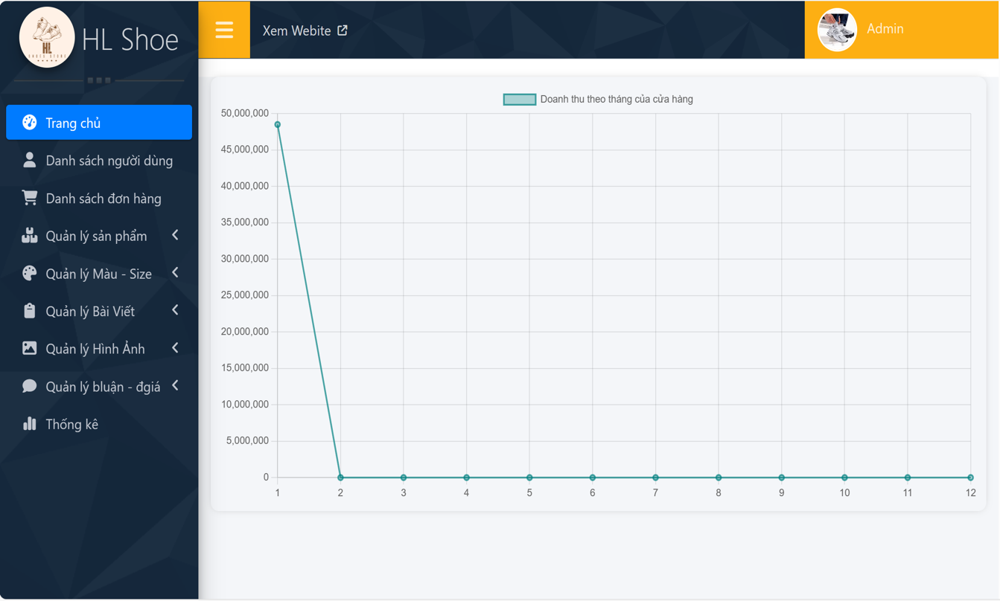 HL Shoe
HL
Xem Webite
Admin
Trang chủ
Danh sách người dùng
Danh sách đơn hàng
Quản lý sản phẩm
Quản lý Màu - Size
Quản lý Bài Viết
Quản lý Hình Ảnh
Quản lý bluận - đgiá
Thống kê
Doanh thu theo tháng của cửa hàng
50,000,000
45,000,000
40,000,000
35,000,000
30,000,000
25,000,000
20,000,000
15,000,000
10,000,000
5,000,000
0
1 2 3 4 5 6 7 8 9 10 11 12